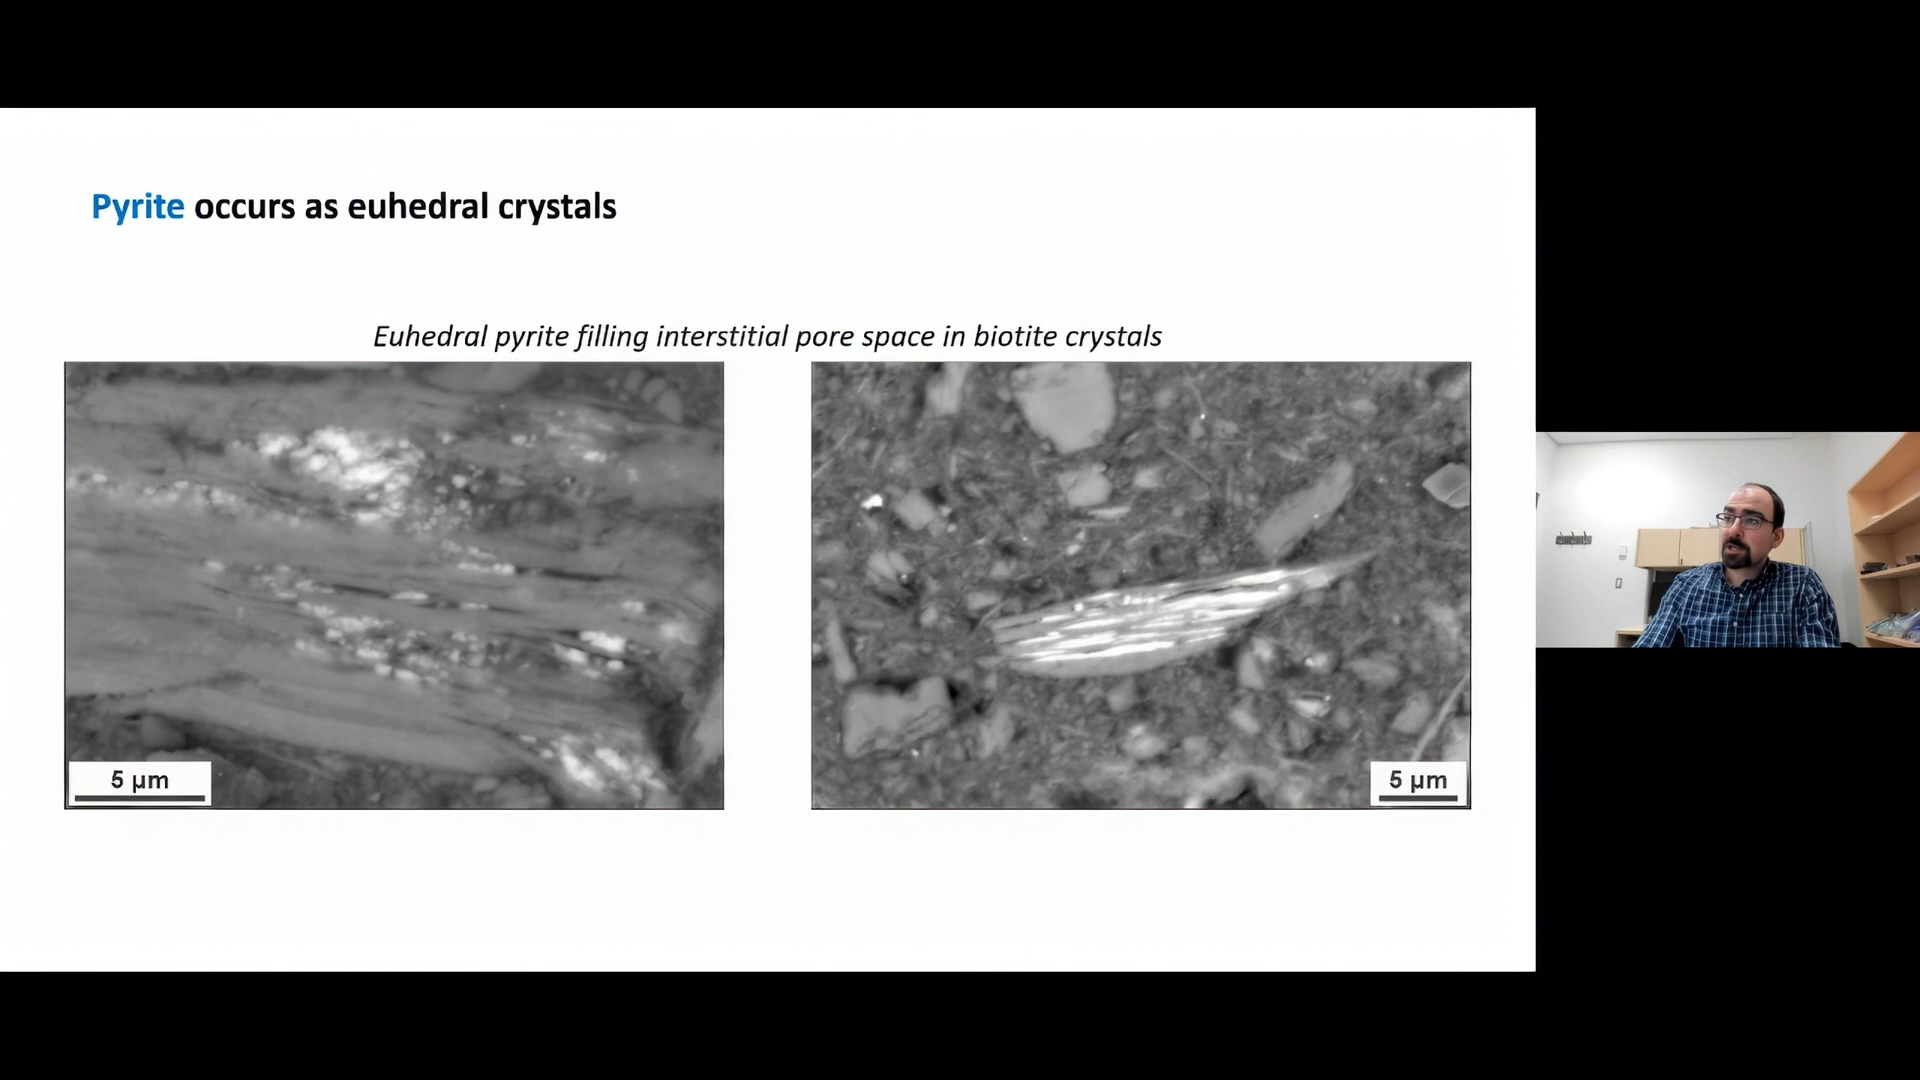 Pyrite occurs as euhedral crystals
Euhedral pyrite filling interstitial pore space in biotite crystals
5 µm
5 µm